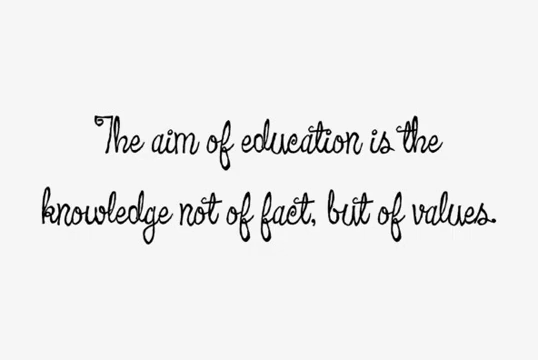 The aim of education is the
knowledge not of fact, but of values.